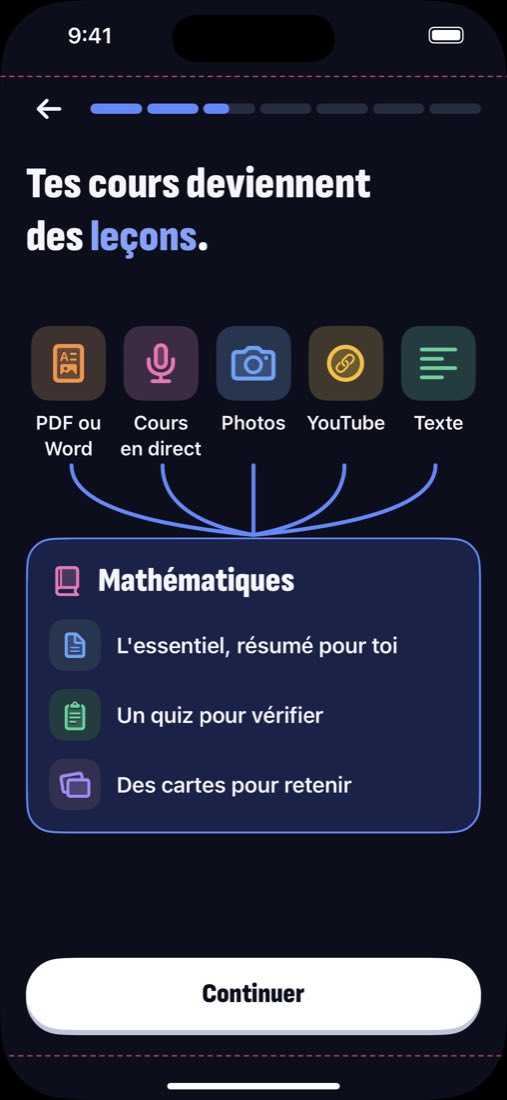 9:41
Tes cours deviennent
des leçons.
PDF ou
Word
Cours
en direct
Photos
YouTube
Texte
Mathématiques
L'essentiel, résumé pour toi
Un quiz pour vérifier
Des cartes pour retenir
Continuer